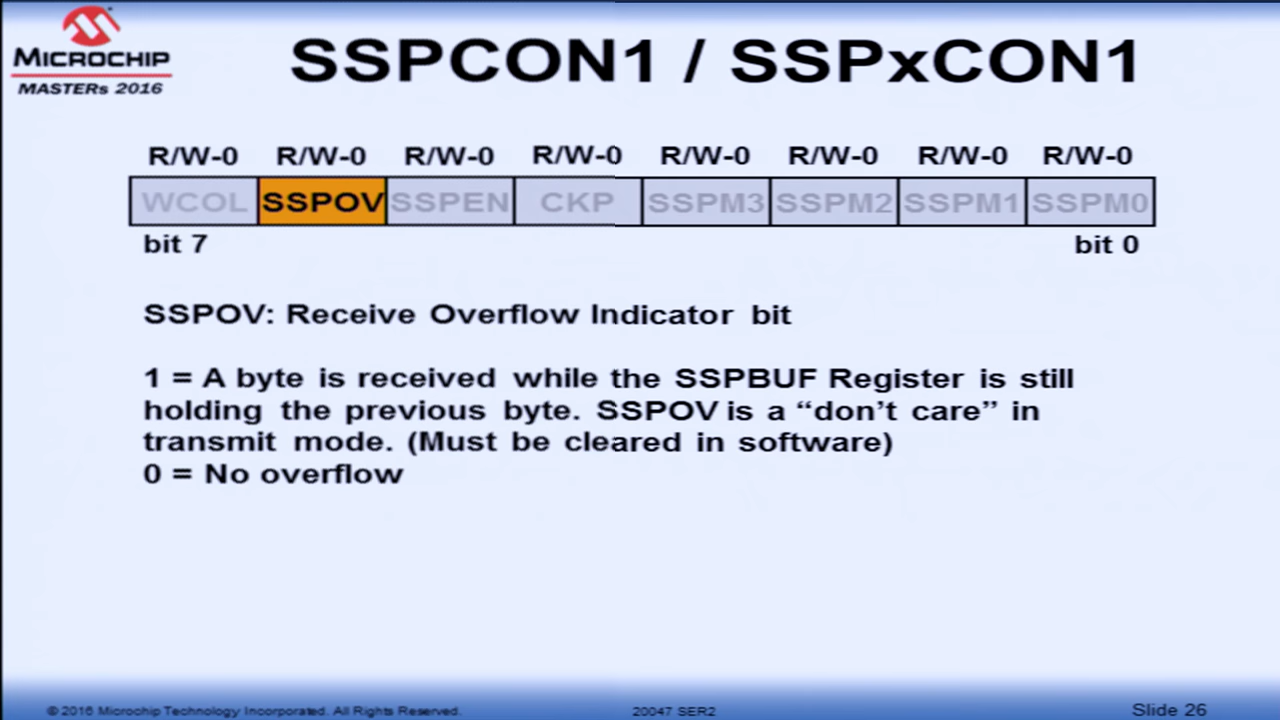 MICROCHIP
MASTERs 2016
SSPCON1 / SSPxCON1
R/W-0 R/W-0 R/W-0 R/W-0 R/W-0 R/W-0 R/W-0 R/W-0
WCOL SSPOV SSPEN CKP SSPM3 SSPM2 SSPM1 SSPM0
bit 7 bit 0
SSPOV: Receive Overflow Indicator bit
1 = A byte is received while the SSPBUF Register is still
holding the previous byte. SSPOV is a “don’t care” in
transmit mode. (Must be cleared in software)
0 = No overflow
© 2016 Microchip Technology Incorporated. All Rights Reserved. 20047 SER2 Slide 26